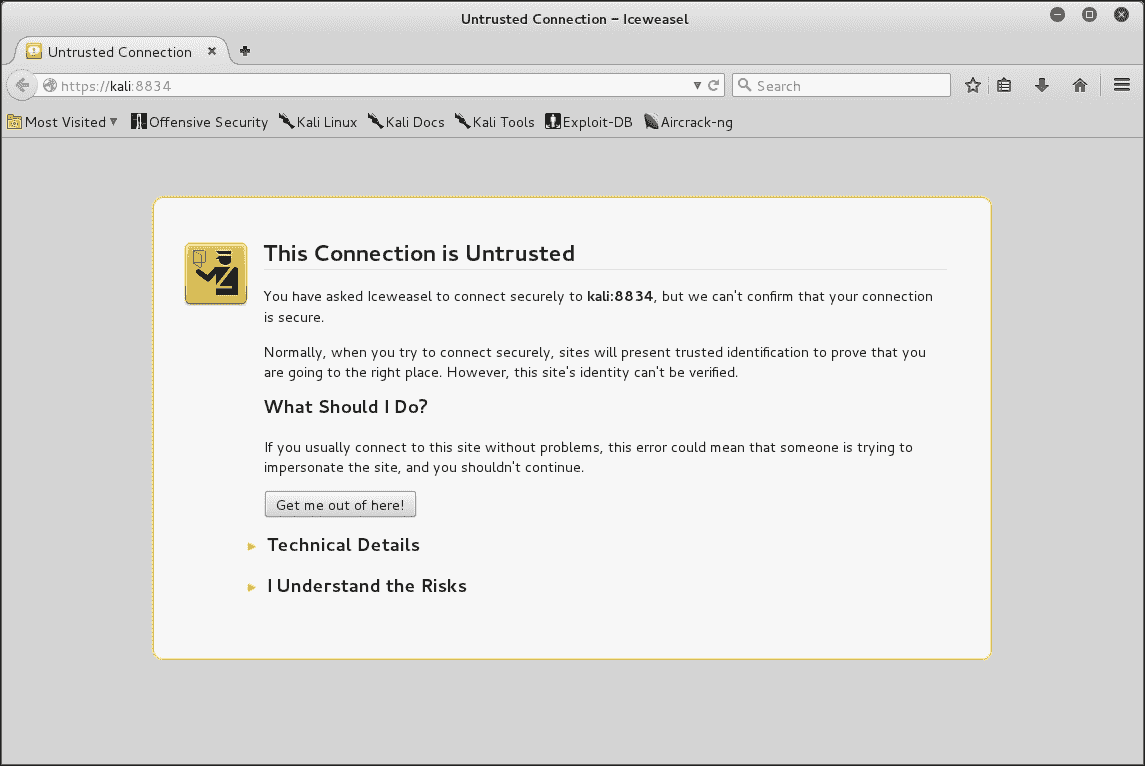 Untrusted Connection - Iceweasel
Untrusted Connection
https://kali:8834
Search
Most Visited Offensive Security Kali Linux Kali Docs Kali Tools Exploit-DB Aircrack-ng
This Connection is Untrusted
You have asked Iceweasel to connect securely to kali:8834, but we can't confirm that your connection
is secure.
Normally, when you try to connect securely, sites will present trusted identification to prove that you
are going to the right place. However, this site's identity can't be verified.
What Should I Do?
If you usually connect to this site without problems, this error could mean that someone is trying to
impersonate the site, and you shouldn't continue.
Get me out of here!
Technical Details
I Understand the Risks